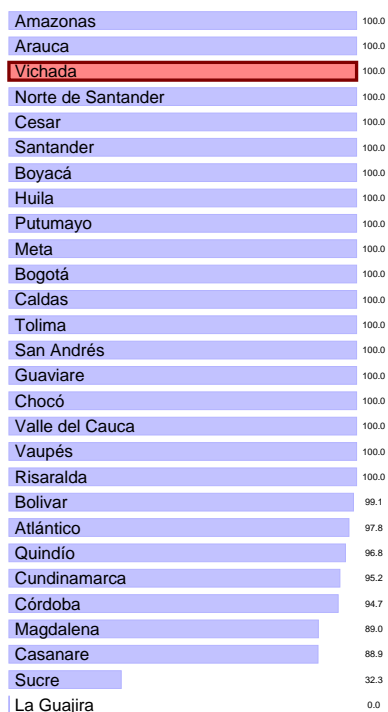 Amazonas 100.0
Arauca 100.0
Vichada 100.0
Norte de Santander 100.0
Cesar 100.0
Santander 100.0
Boyacá 100.0
Huila 100.0
Putumayo 100.0
Meta 100.0
Bogotá 100.0
Caldas 100.0
Tolima 100.0
San Andrés 100.0
Guaviare 100.0
Chocó 100.0
Valle del Cauca 100.0
Vaupés 100.0
Risaralda 100.0
Bolivar 99.1
Atlántico 97.8
Quindío 96.8
Cundinamarca 95.2
Córdoba 94.7
Magdalena 89.0
Casanare 88.9
Sucre 32.3
La Guajira 0.0